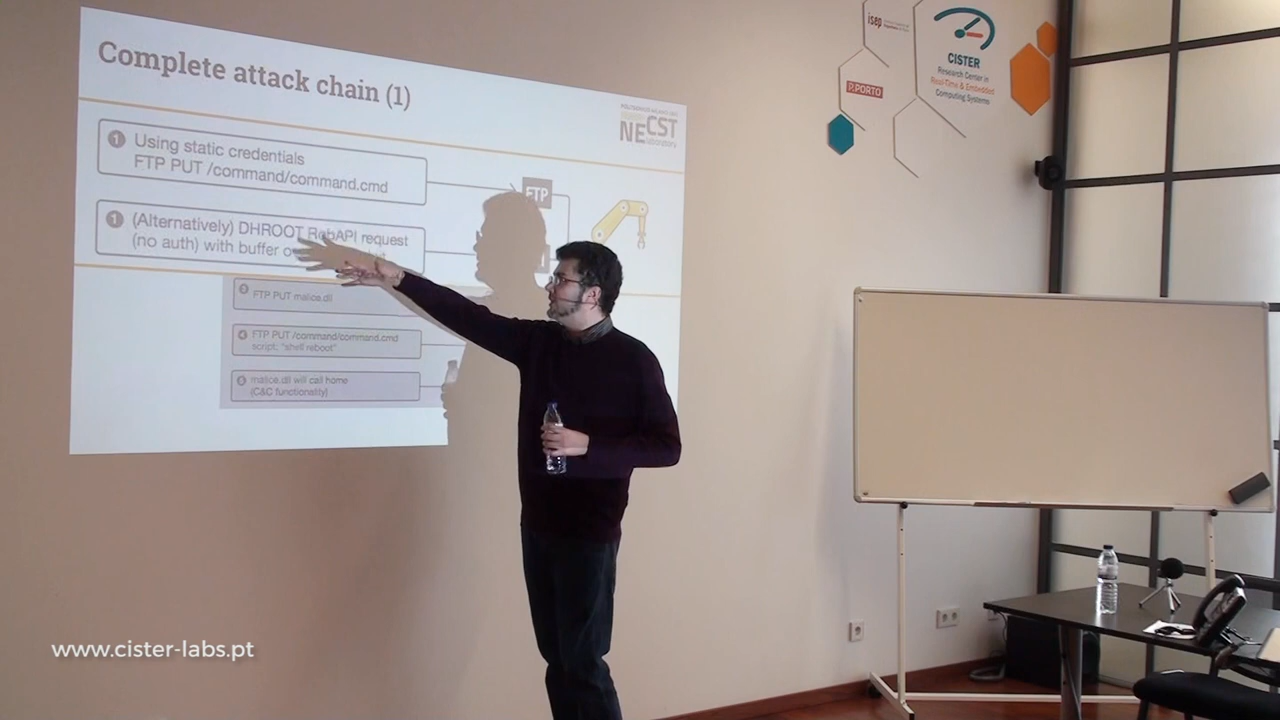 Complete attack chain (1)
NECST
laboratory
1 Using static credentials
FTP PUT /command/command.cmd
FTP
1 (Alternatively) DHROOT RobAPI request
(no auth) with buffer
FTP PUT malice.dll
4 FTP PUT /command/command.cmd
script; "shell reboot"
5 malice.dll will call home
(C&C functionality)
isep
P.PORTO
CISTER
Research Center in
Real-Time & Embedded
Computing Systems
www.cister-labs.pt